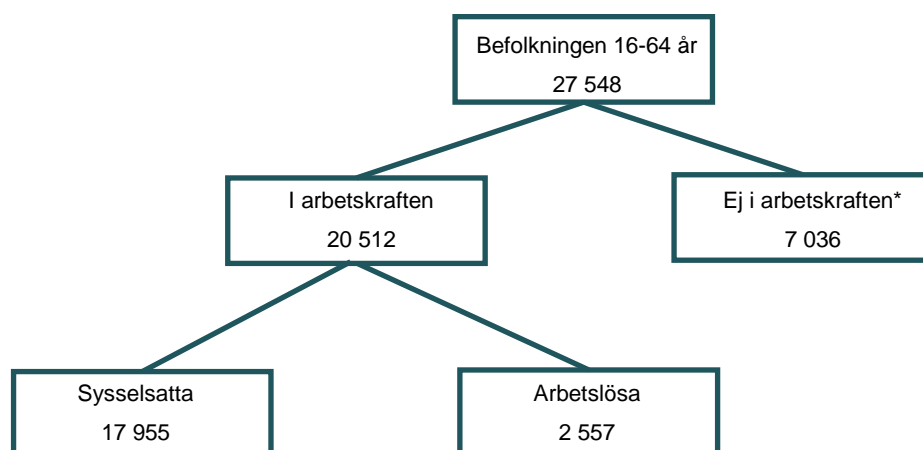 Befolkningen 16-64 år
27 548
I arbetskraften
20 512
Ej i arbetskraften*
7 036
Sysselsatta
17 955
Arbetslösa
2 557